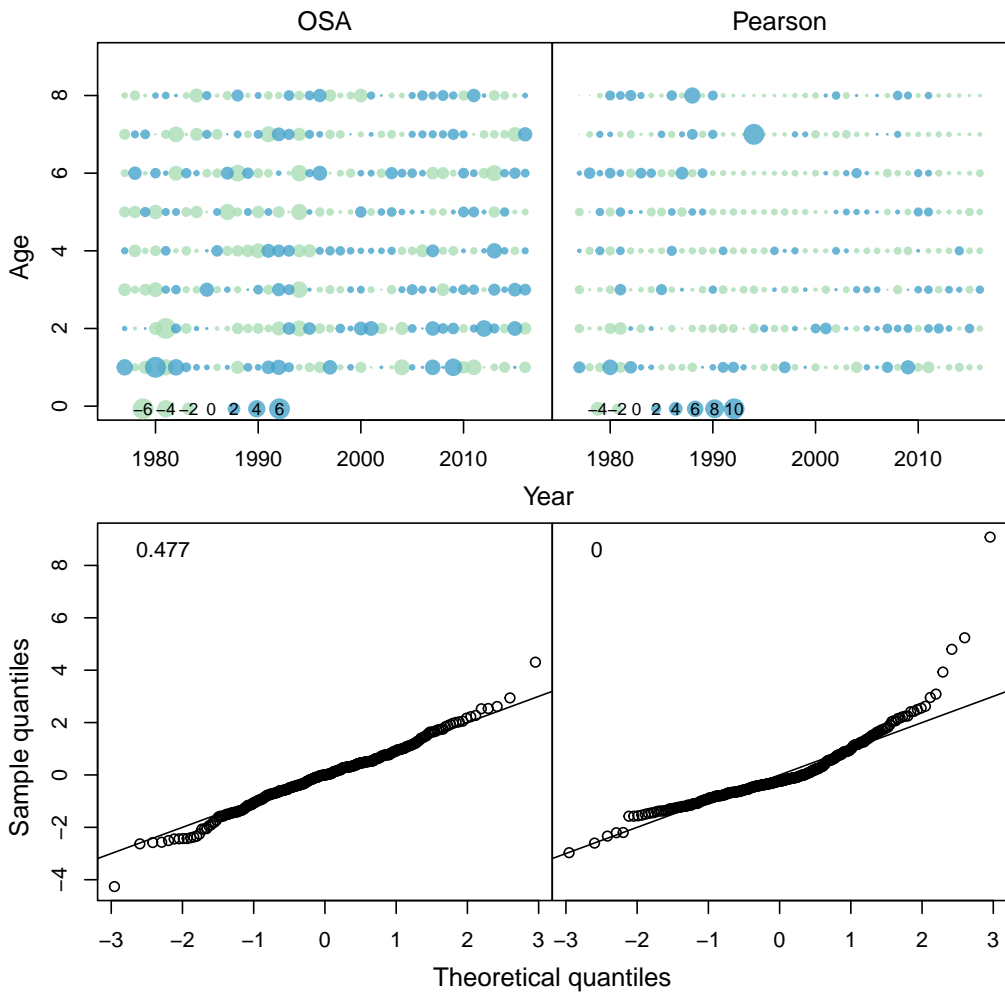 OSA Pearson
8
6
4
2
0
Age
−6 −4 −2 0 2 4 6
−4 −2 0 2 4 6 8 10
1980 1990 2000 2010 1980 1990 2000 2010
Year
0.477 0
8
6
4
2
0
−2
−4
Sample quantiles
−3 −2 −1 0 1 2 3 −3 −2 −1 0 1 2 3
Theoretical quantiles